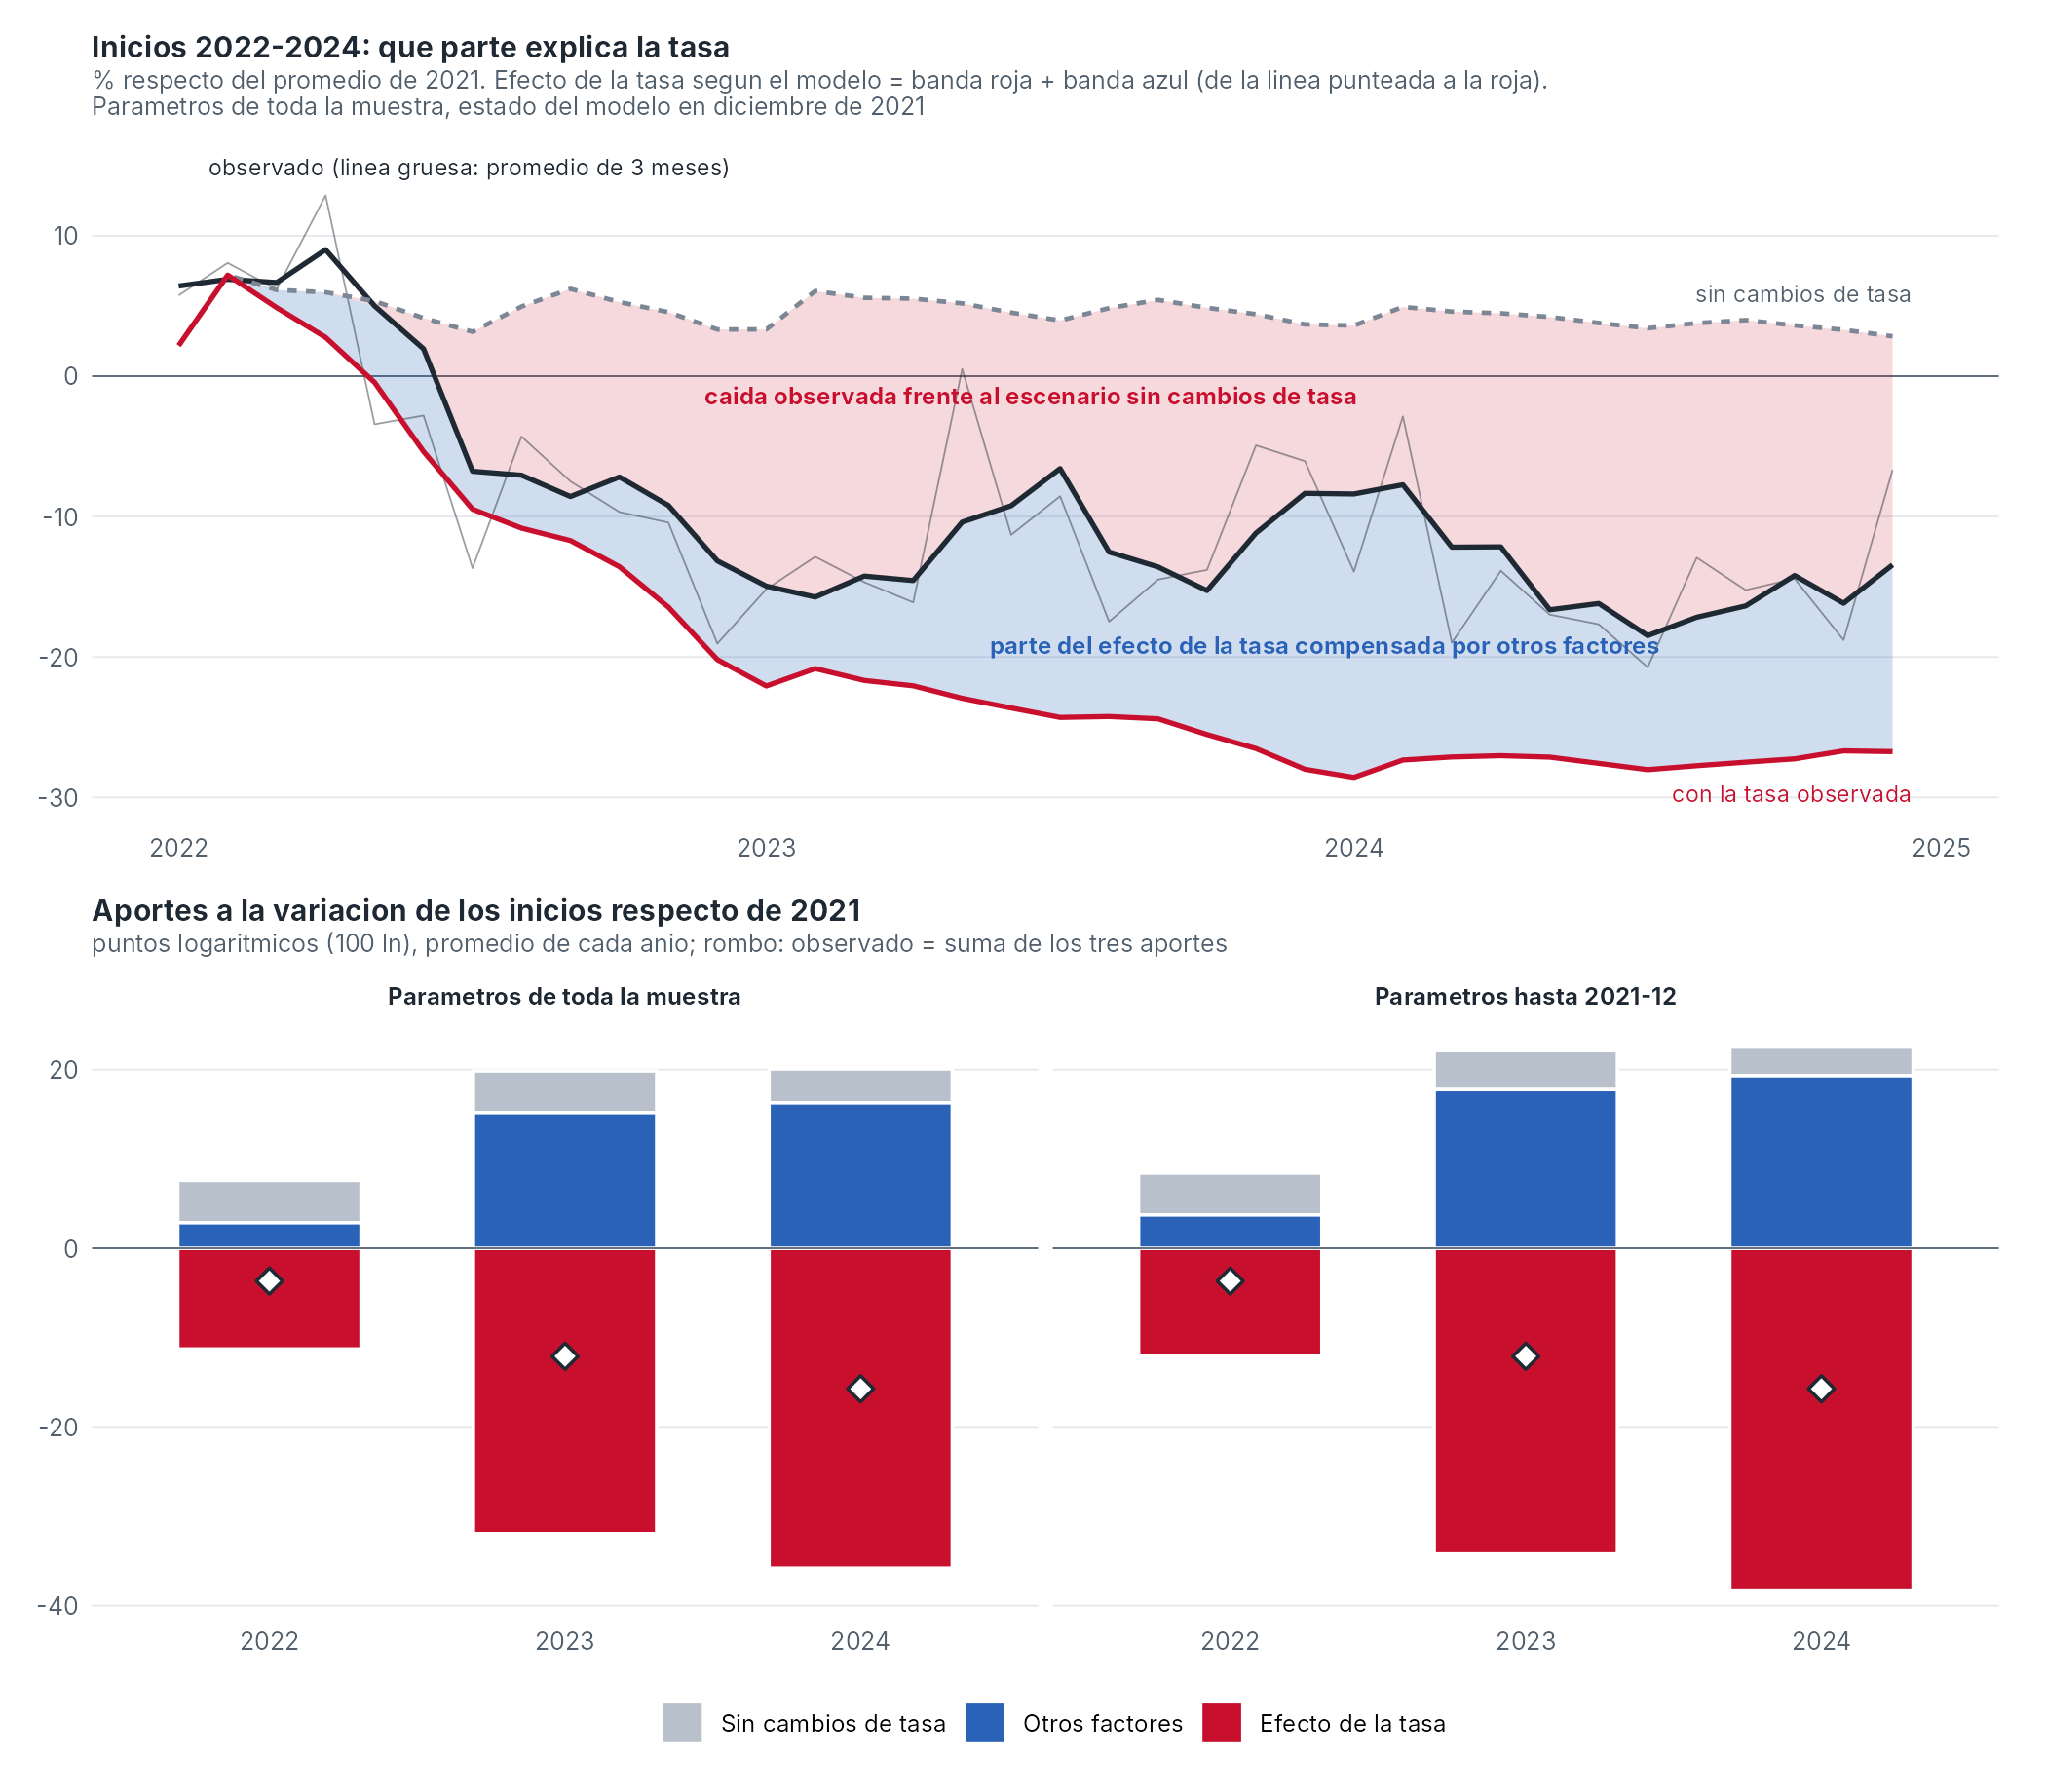 Inicios 2022-2024: que parte explica la tasa
% respecto del promedio de 2021. Efecto de la tasa segun el modelo = banda roja + banda azul (de la linea punteada a la roja).
Parametros de toda la muestra, estado del modelo en diciembre de 2021
observado (linea gruesa: promedio de 3 meses)
10
sin cambios de tasa
0
caida observada frente al escenario sin cambios de tasa
-10
parte del efecto de la tasa compensada por otros factores
-20
con la tasa observada
-30
2022 2023 2024 2025
Aportes a la variacion de los inicios respecto de 2021
puntos logaritmicos (100 ln), promedio de cada anio; rombo: observado = suma de los tres aportes
Parametros de toda la muestra Parametros hasta 2021-12
20
0
-20
-40
2022 2023 2024 2022 2023 2024
Sin cambios de tasa Otros factores Efecto de la tasa